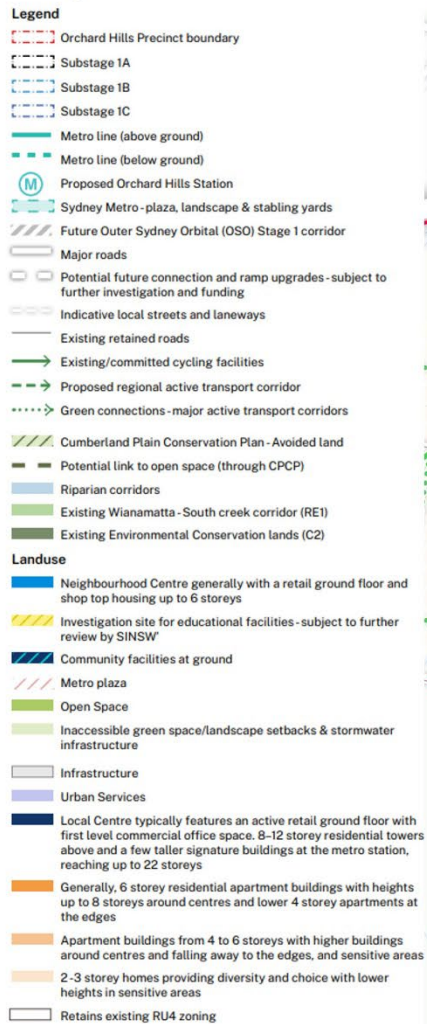 Legend
Orchard Hills Precinct boundary
Substage 1A
Substage 1B
Substage 1C
Metro line (above ground)
Metro line (below ground)
M
Proposed Orchard Hills Station
Sydney Metro - plaza, landscape & stabling yards
Future Outer Sydney Orbital (OSO) Stage 1 corridor
Major roads
Potential future connection and ramp upgrades - subject to
further investigation and funding
Indicative local streets and laneways
Existing retained roads
Existing/committed cycling facilities
Proposed regional active transport corridor
Green connections - major active transport corridors
Cumberland Plain Conservation Plan - Avoided land
Potential link to open space (through CPCP)
Riparian corridors
Existing Wianamatta - South creek corridor (RE1)
Existing Environmental Conservation lands (C2)
Landuse
Neighbourhood Centre generally with a retail ground floor and
shop top housing up to 6 storeys
Investigation site for educational facilities - subject to further
review by SINSW'
Community facilities at ground
Metro plaza
Open Space
Inaccessible green space/landscape setbacks & stormwater
infrastructure
Infrastructure
Urban Services
Local Centre typically features an active retail ground floor with
first level commercial office space. 8–12 storey residential towers
above and a few taller signature buildings at the metro station,
reaching up to 22 storeys
Generally, 6 storey residential apartment buildings with heights
up to 8 storeys around centres and lower 4 storey apartments at
the edges
Apartment buildings from 4 to 6 storeys with higher buildings
around centres and falling away to the edges, and sensitive areas
2-3 storey homes providing diversity and choice with lower
heights in sensitive areas
Retains existing RU4 zoning